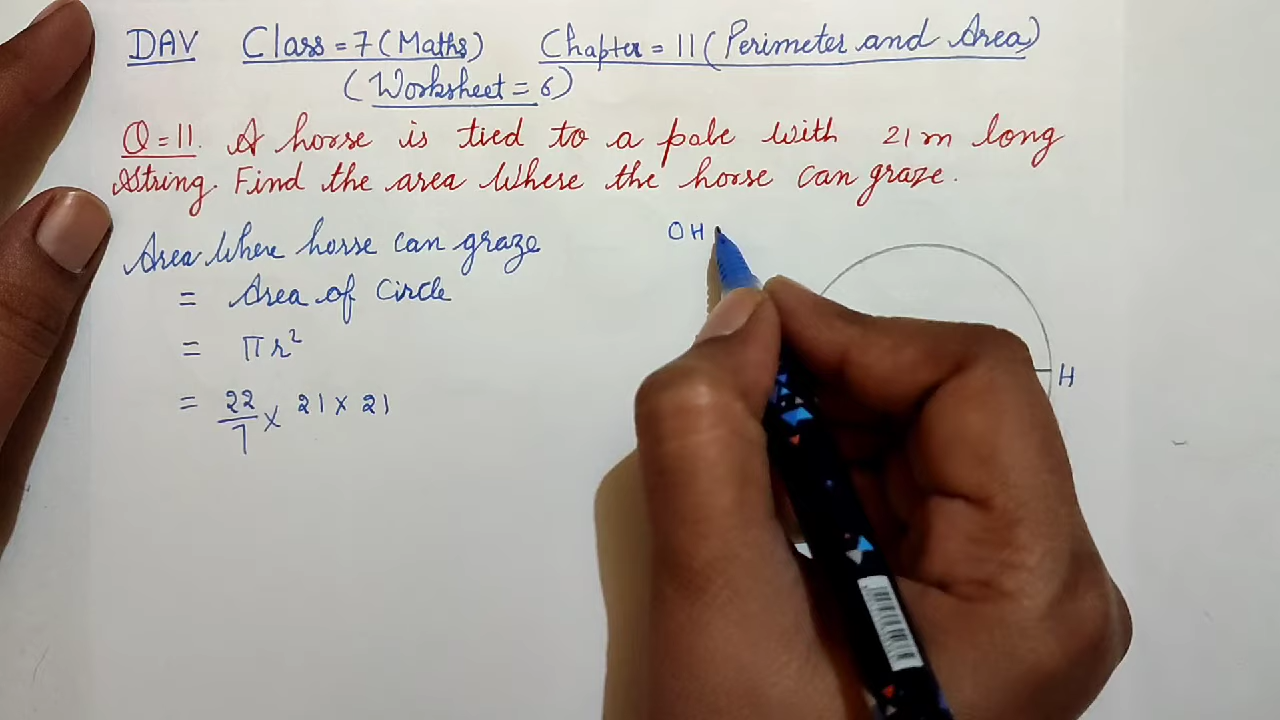 DAV Class = 7 (Maths) Chapter = 11 (Perimeter and Area)
(Worksheet = 6)
Q = 11. A horse is tied to a pole with 21 m long
String. Find the area Where the horse can graze.
Area Where horse can graze
= Area of Circle
= πr²
= 22/7 × 21 × 21
OH
H